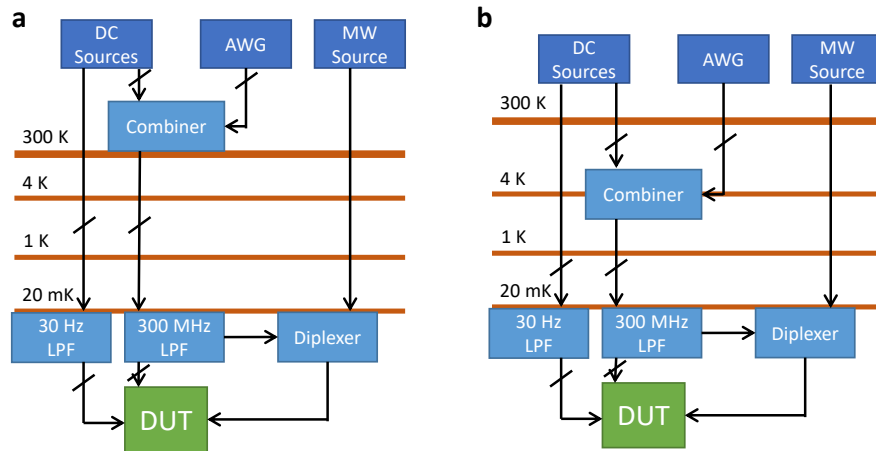 a
DC
Sources
AWG
MW
Source
Combiner
300 K
4 K
1 K
20 mK
30 Hz
LPF
300 MHz
LPF
Diplexer
DUT
b
DC
Sources
AWG
MW
Source
300 K
4 K
Combiner
1 K
20 mK
30 Hz
LPF
300 MHz
LPF
Diplexer
DUT